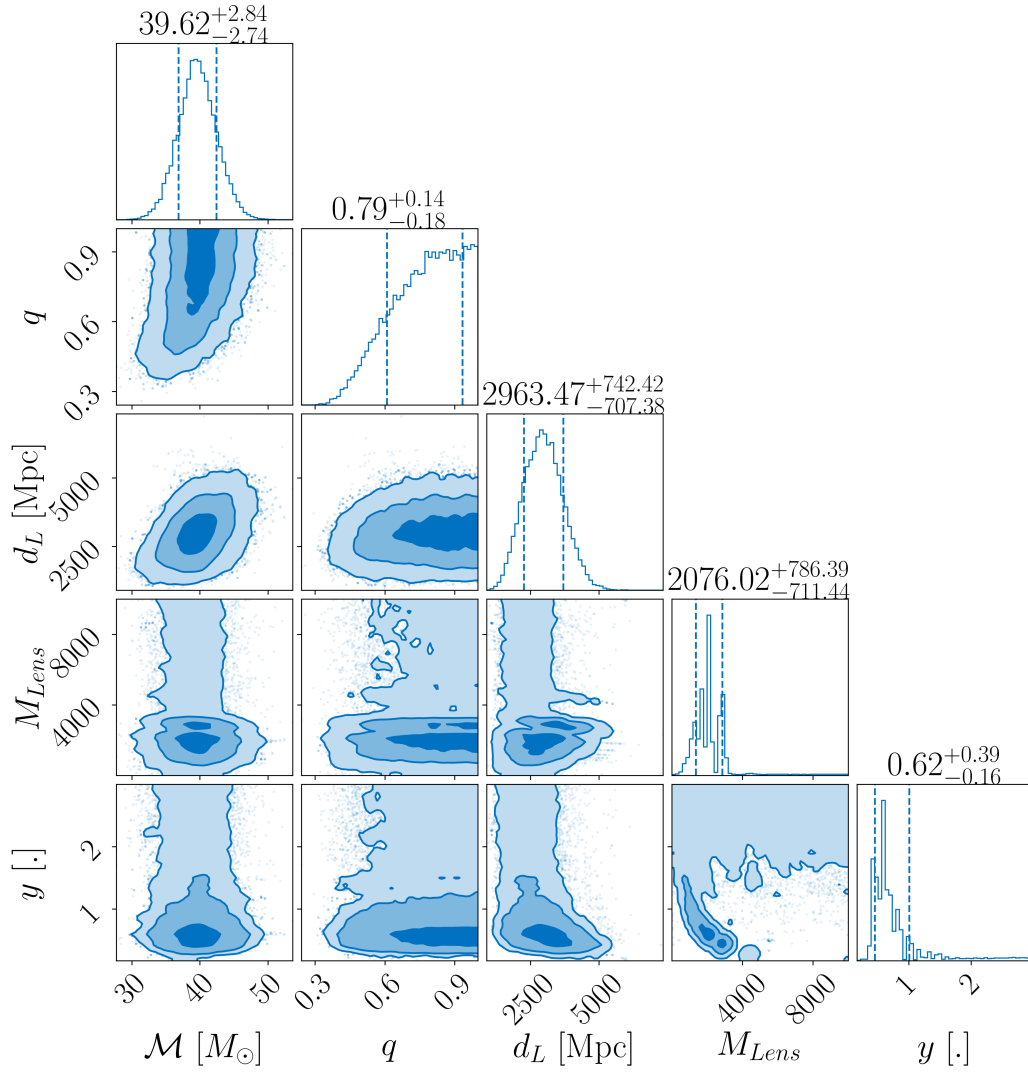 39.62^{+2.84}_{-2.74}
0.79^{+0.14}_{-0.18}
2963.47^{+742.42}_{-707.38}
2076.02^{+786.39}_{-711.44}
0.62^{+0.39}_{-0.16}
q
0.9
0.6
0.3
d_L [Mpc]
5000
2500
M_{Lens}
8000
4000
y [.]
2
1
30 40 50
0.3 0.6 0.9
2500 5000
4000 8000
1 2
ℳ [M_⊙]
q
d_L [Mpc]
M_{Lens}
y [.]